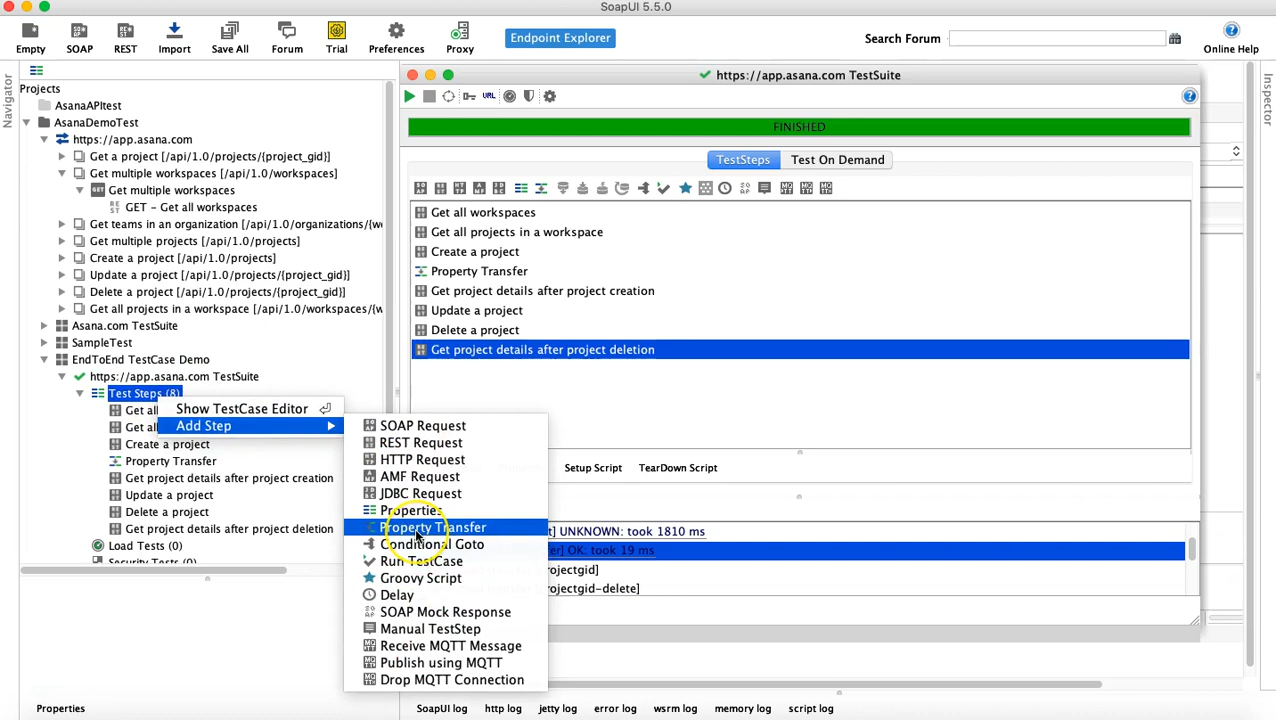 SoapUI 5.5.0
Empty
SOAP
REST
Import
Save All
Forum
Trial
Preferences
Proxy
Endpoint Explorer
Search Forum
Online Help
Navigator
Inspector
Projects
AsanaAPItest
AsanaDemoTest
https://app.asana.com
Get a project [/api/1.0/projects/{project_gid}]
Get multiple workspaces [/api/1.0/workspaces]
Get multiple workspaces
GET - Get all workspaces
Get teams in an organization [/api/1.0/organizations/{w
Get multiple projects [/api/1.0/projects]
Create a project [/api/1.0/projects]
Update a project [/api/1.0/projects/{project_gid}]
Delete a project [/api/1.0/projects/{project_gid}]
Get all projects in a workspace [/api/1.0/workspaces/{w
Asana.com TestSuite
SampleTest
EndToEnd TestCase Demo
https://app.asana.com TestSuite
Test Steps (8)
Get al
Get al
Create a project
Property Transfer
Get project details after project creation
Update a project
Delete a project
Get project details after project deletion
Load Tests (0)
Security Tests (0)
Properties
Show TestCase Editor
Add Step
SOAP Request
REST Request
HTTP Request
AMF Request
JDBC Request
Properties
Property Transfer
Conditional Goto
Run TestCase
Groovy Script
Delay
SOAP Mock Response
Manual TestStep
Receive MQTT Message
Publish using MQTT
Drop MQTT Connection
https://app.asana.com TestSuite
FINISHED
TestSteps
Test On Demand
Get all workspaces
Get all projects in a workspace
Create a project
Property Transfer
Get project details after project creation
Update a project
Delete a project
Get project details after project deletion
Setup Script
TearDown Script
t] UNKNOWN: took 1810 ms
er] OK: took 19 ms
projectgid]
projectgid-delete]
SoapUI log
http log
jetty log
error log
wsrm log
memory log
script log